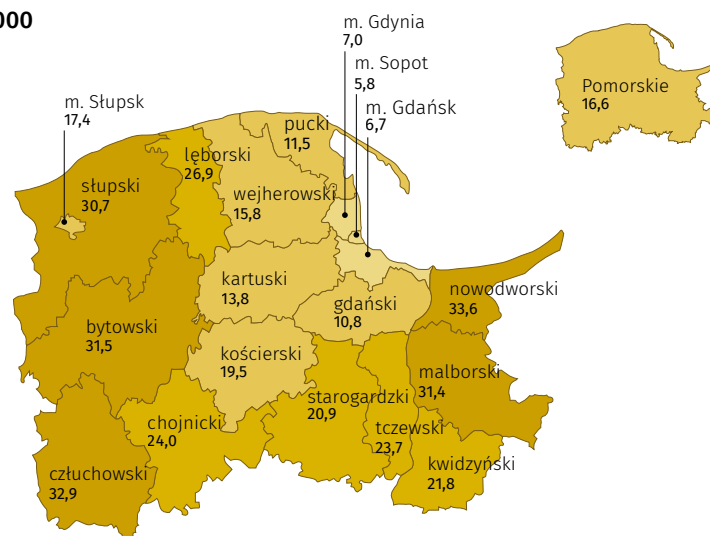 000
m. Gdynia
7,0
m. Sopot
5,8
m. Gdańsk
6,7
m. Słupsk
17,4
Pomorskie
16,6
pucki
11,5
lęborski
26,9
słupski
30,7
wejherowski
15,8
kartuski
13,8
gdański
10,8
nowodworski
33,6
bytowski
31,5
kościerski
19,5
malborski
31,4
starogardzki
20,9
chojnicki
24,0
tczewski
23,7
kwidzyński
21,8
człuchowski
32,9